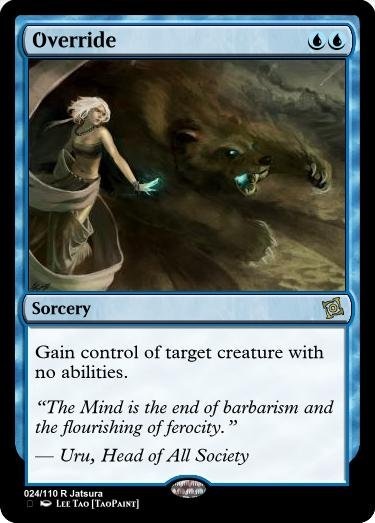 Override
Sorcery
Gain control of target creature with
no abilities.
“The Mind is the end of barbarism and
the flourishing of ferocity.”
— Uru, Head of All Society
024/110 R Jatsura
Lee Tao [TaoPaint]